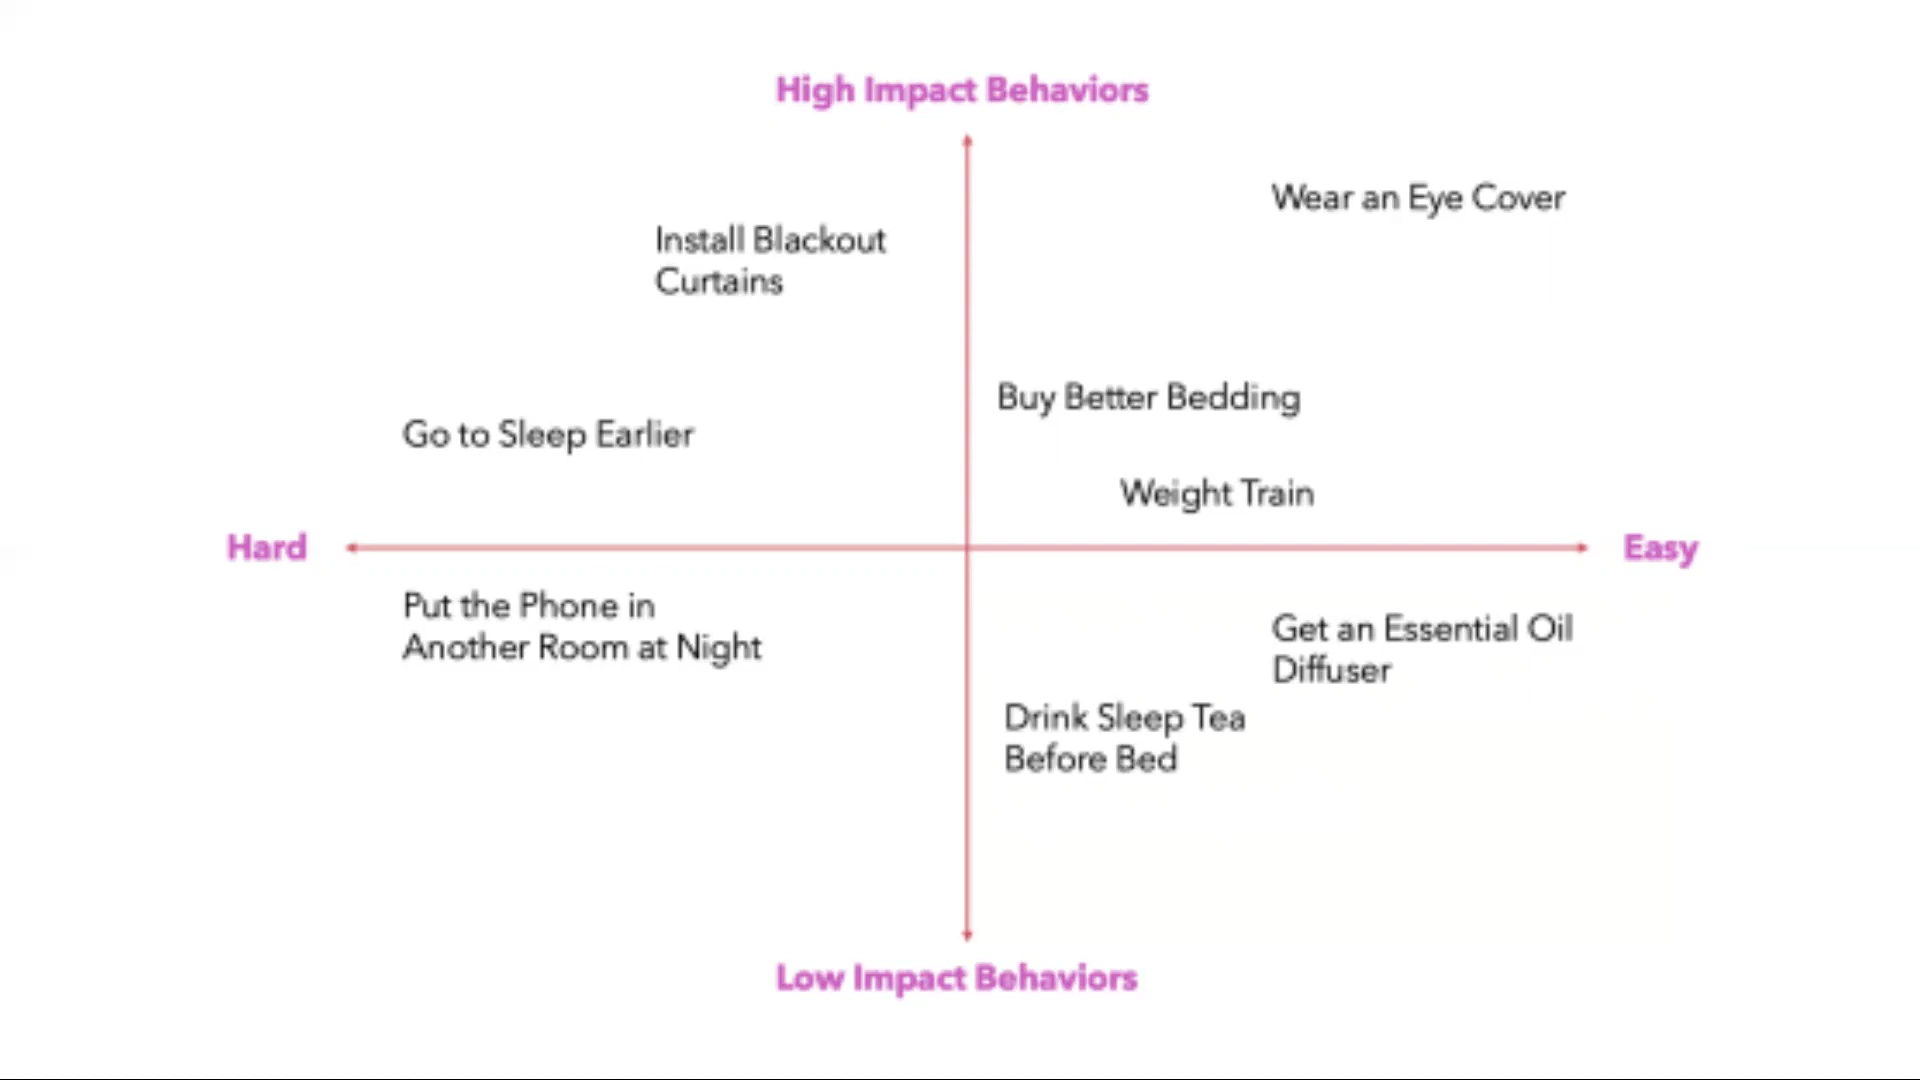 High Impact Behaviors
Wear an Eye Cover
Install Blackout
Curtains
Buy Better Bedding
Go to Sleep Earlier
Weight Train
Hard
Easy
Put the Phone in
Another Room at Night
Get an Essential Oil
Diffuser
Drink Sleep Tea
Before Bed
Low Impact Behaviors